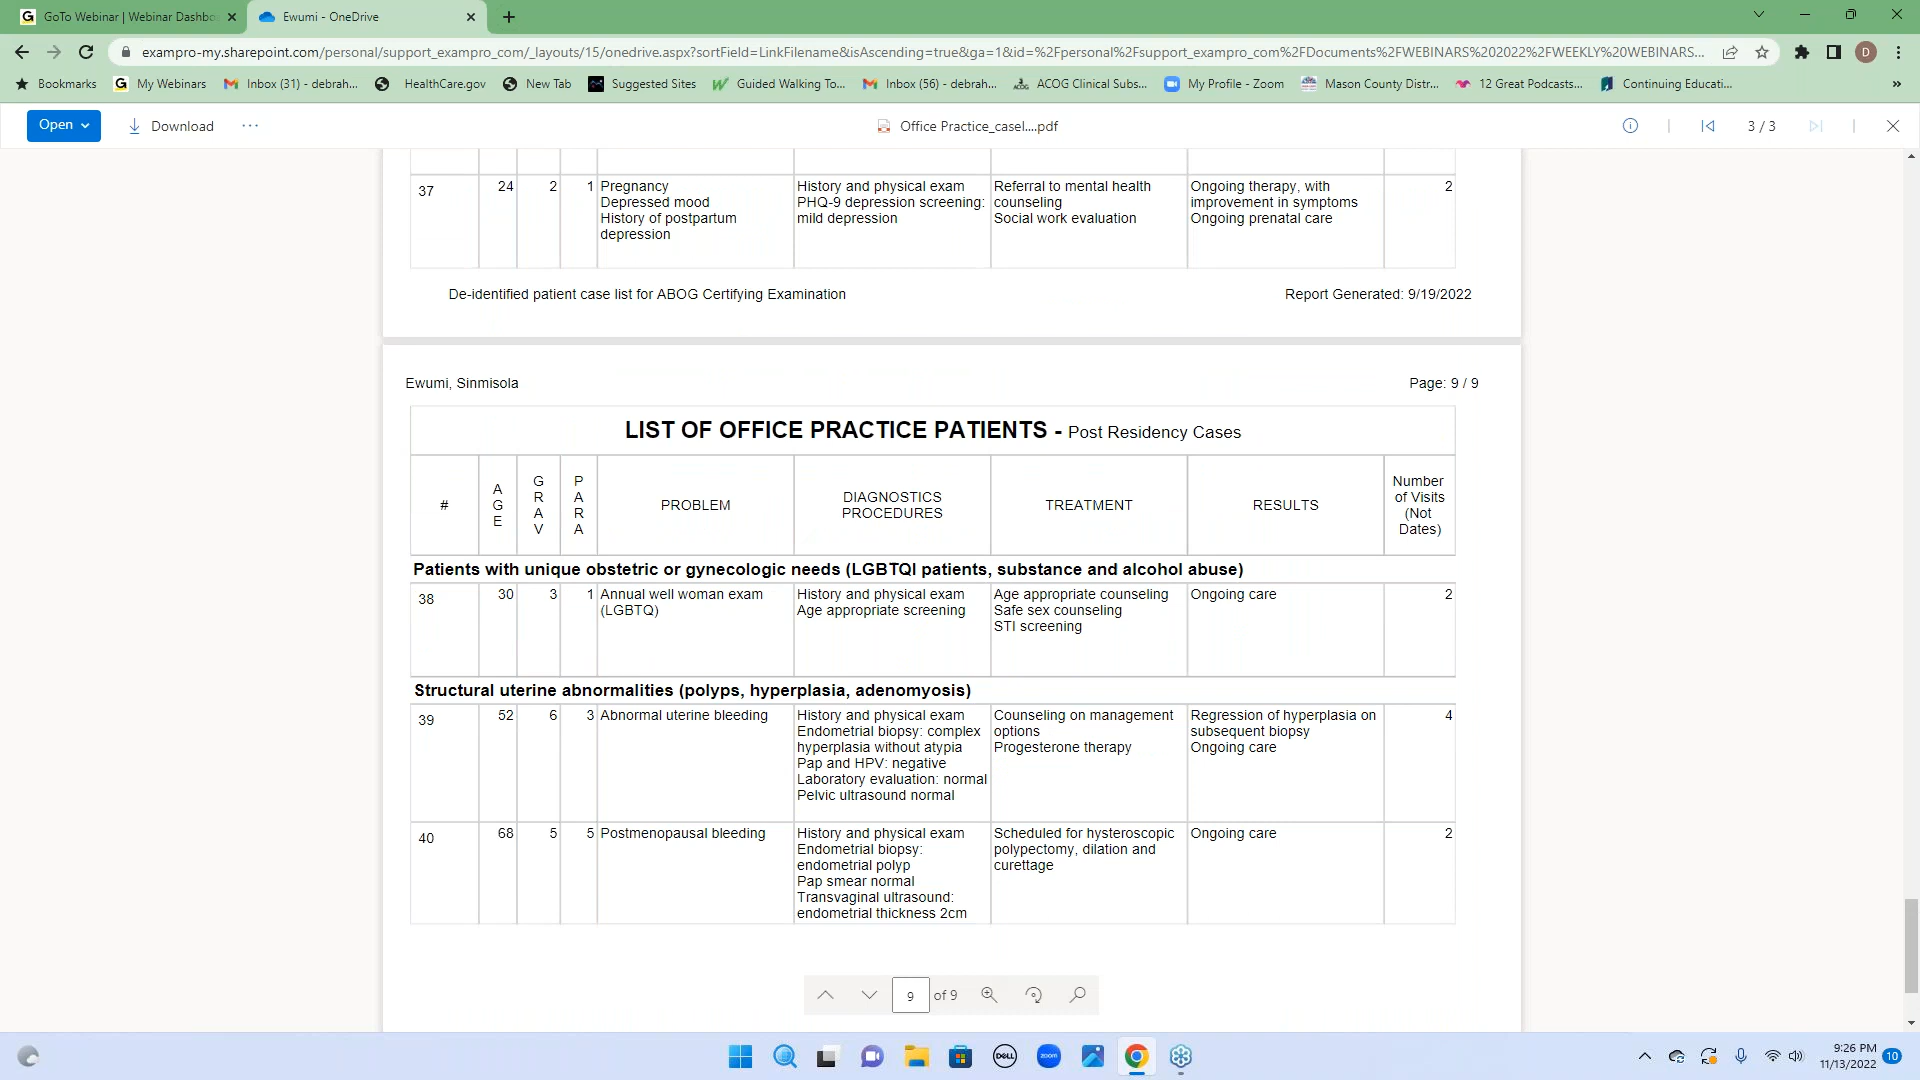 GoTo Webinar | Webinar Dashbo
Ewumi - OneDrive
exampro-my.sharepoint.com/personal/support_exampro_com/_layouts/15/onedrive.aspx?sortField=LinkFilename&isAscending=true&ga=1&id=%2Fpersonal%2Fsupport_exampro_com%2FDocuments%2FWEBINARS%202022%2FWEEKLY%20WEBINARS...
D
Bookmarks
My Webinars
Inbox (31) - debrah...
HealthCare.gov
New Tab
Suggested Sites
Guided Walking To...
Inbox (56) - debrah...
ACOG Clinical Subs...
My Profile - Zoom
Mason County Distr...
12 Great Podcasts...
Continuing Educati...
»
Open
Download
...
Office Practice_caseI....pdf
3 / 3
37
24
2
1
Pregnancy
Depressed mood
History of postpartum
depression
History and physical exam
PHQ-9 depression screening:
mild depression
Referral to mental health
counseling
Social work evaluation
Ongoing therapy, with
improvement in symptoms
Ongoing prenatal care
2
De-identified patient case list for ABOG Certifying Examination
Report Generated: 9/19/2022
Ewumi, Sinmisola
Page: 9 / 9
LIST OF OFFICE PRACTICE PATIENTS - Post Residency Cases
#
AGE
GRAV
PARA
PROBLEM
DIAGNOSTICS
PROCEDURES
TREATMENT
RESULTS
Number
of Visits
(Not
Dates)
Patients with unique obstetric or gynecologic needs (LGBTQI patients, substance and alcohol abuse)
38
30
3
1
Annual well woman exam
(LGBTQ)
History and physical exam
Age appropriate screening
Age appropriate counseling
Safe sex counseling
STI screening
Ongoing care
2
Structural uterine abnormalities (polyps, hyperplasia, adenomyosis)
39
52
6
3
Abnormal uterine bleeding
History and physical exam
Endometrial biopsy: complex
hyperplasia without atypia
Pap and HPV: negative
Laboratory evaluation: normal
Pelvic ultrasound normal
Counseling on management
options
Progesterone therapy
Regression of hyperplasia on
subsequent biopsy
Ongoing care
4
40
68
5
5
Postmenopausal bleeding
History and physical exam
Endometrial biopsy:
endometrial polyp
Pap smear normal
Transvaginal ultrasound:
endometrial thickness 2cm
Scheduled for hysteroscopic
polypectomy, dilation and
curettage
Ongoing care
2
9 of 9
DELL
zoom
9:26 PM
11/13/2022
10